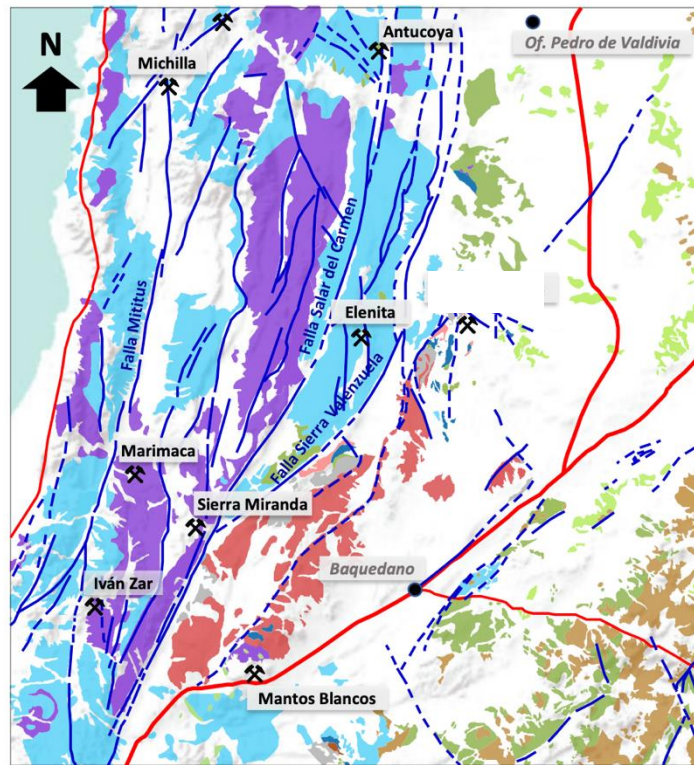 N
Antucoya
Of. Pedro de Valdivia
Michilla
Falla Salar del Carmen
Falla Mititus
Elenita
Falla Sierra Valenzuela
Marimaca
Sierra Miranda
Baquedano
Iván Zar
Mantos Blancos